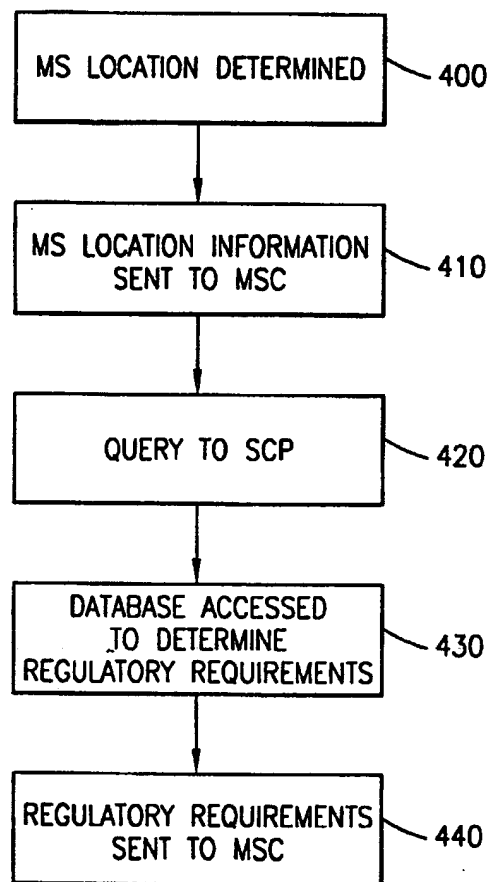 MS LOCATION DETERMINED
400
MS LOCATION INFORMATION
SENT TO MSC
410
QUERY TO SCP
420
DATABASE ACCESSED
TO DETERMINE
REGULATORY REQUIREMENTS
430
REGULATORY REQUIREMENTS
SENT TO MSC
440